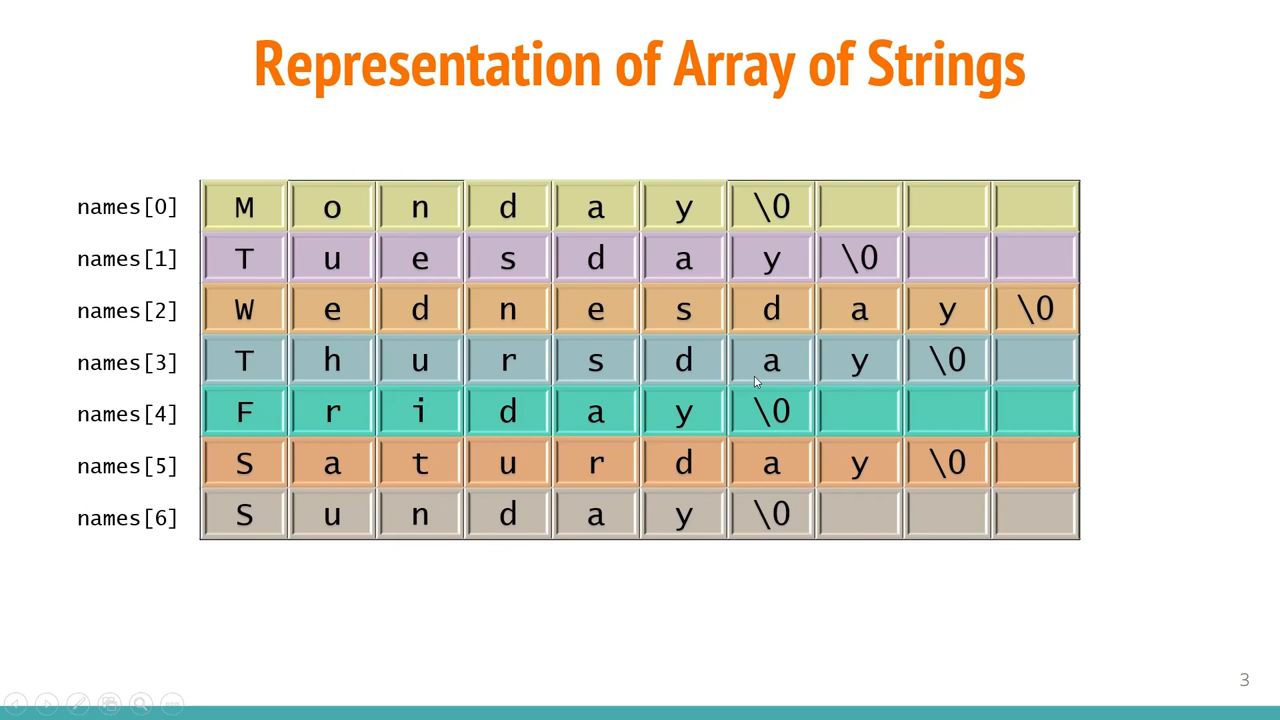 Representation of Array of Strings
names[0] M o n d a y \0
names[1] T u e s d a y \0
names[2] W e d n e s d a y \0
names[3] T h u r s d a y \0
names[4] F r i d a y \0
names[5] S a t u r d a y \0
names[6] S u n d a y \0
3